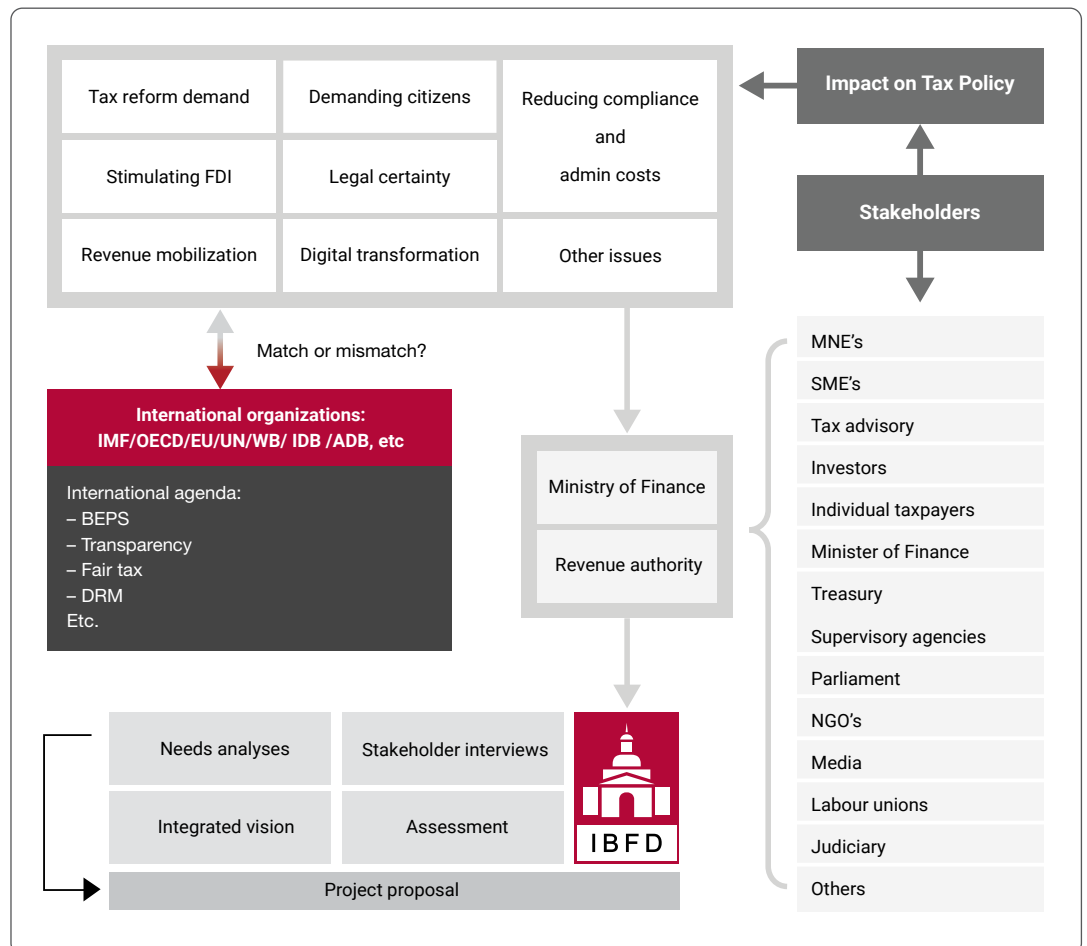 Tax reform demand
Demanding citizens
Reducing compliance
and
admin costs
Stimulating FDI
Legal certainty
Revenue mobilization
Digital transformation
Other issues
Impact on Tax Policy
Stakeholders
Match or mismatch?
International organizations:
IMF/OECD/EU/UN/WB/ IDB /ADB, etc
International agenda:
– BEPS
– Transparency
– Fair tax
– DRM
Etc.
Ministry of Finance
Revenue authority
MNE's
SME's
Tax advisory
Investors
Individual taxpayers
Minister of Finance
Treasury
Supervisory agencies
Parliament
NGO's
Media
Labour unions
Judiciary
Others
Needs analyses
Stakeholder interviews
Integrated vision
Assessment
IBFD
Project proposal